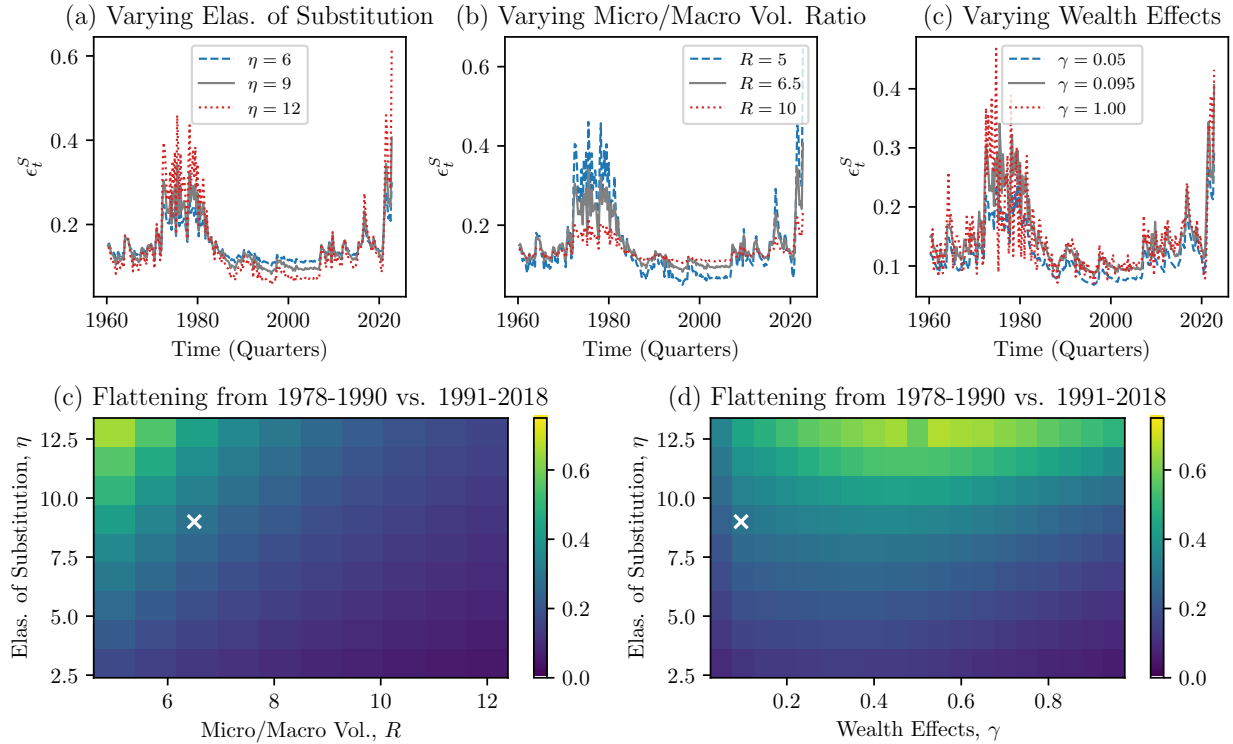 (a) Varying Elas. of Substitution
(b) Varying Micro/Macro Vol. Ratio
(c) Varying Wealth Effects
ϵ_t^S
0.6
0.4
0.2
η = 6
η = 9
η = 12
1960
1980
2000
2020
Time (Quarters)
ϵ_t^S
0.6
0.4
0.2
R = 5
R = 6.5
R = 10
1960
1980
2000
2020
Time (Quarters)
ϵ_t^S
0.4
0.3
0.2
0.1
γ = 0.05
γ = 0.095
γ = 1.00
1960
1980
2000
2020
Time (Quarters)
(c) Flattening from 1978-1990 vs. 1991-2018
Elas. of Substitution, η
12.5
10.0
7.5
5.0
2.5
6
8
10
12
Micro/Macro Vol., R
0.6
0.4
0.2
0.0
(d) Flattening from 1978-1990 vs. 1991-2018
Elas. of Substitution, η
12.5
10.0
7.5
5.0
2.5
0.2
0.4
0.6
0.8
Wealth Effects, γ
0.6
0.4
0.2
0.0